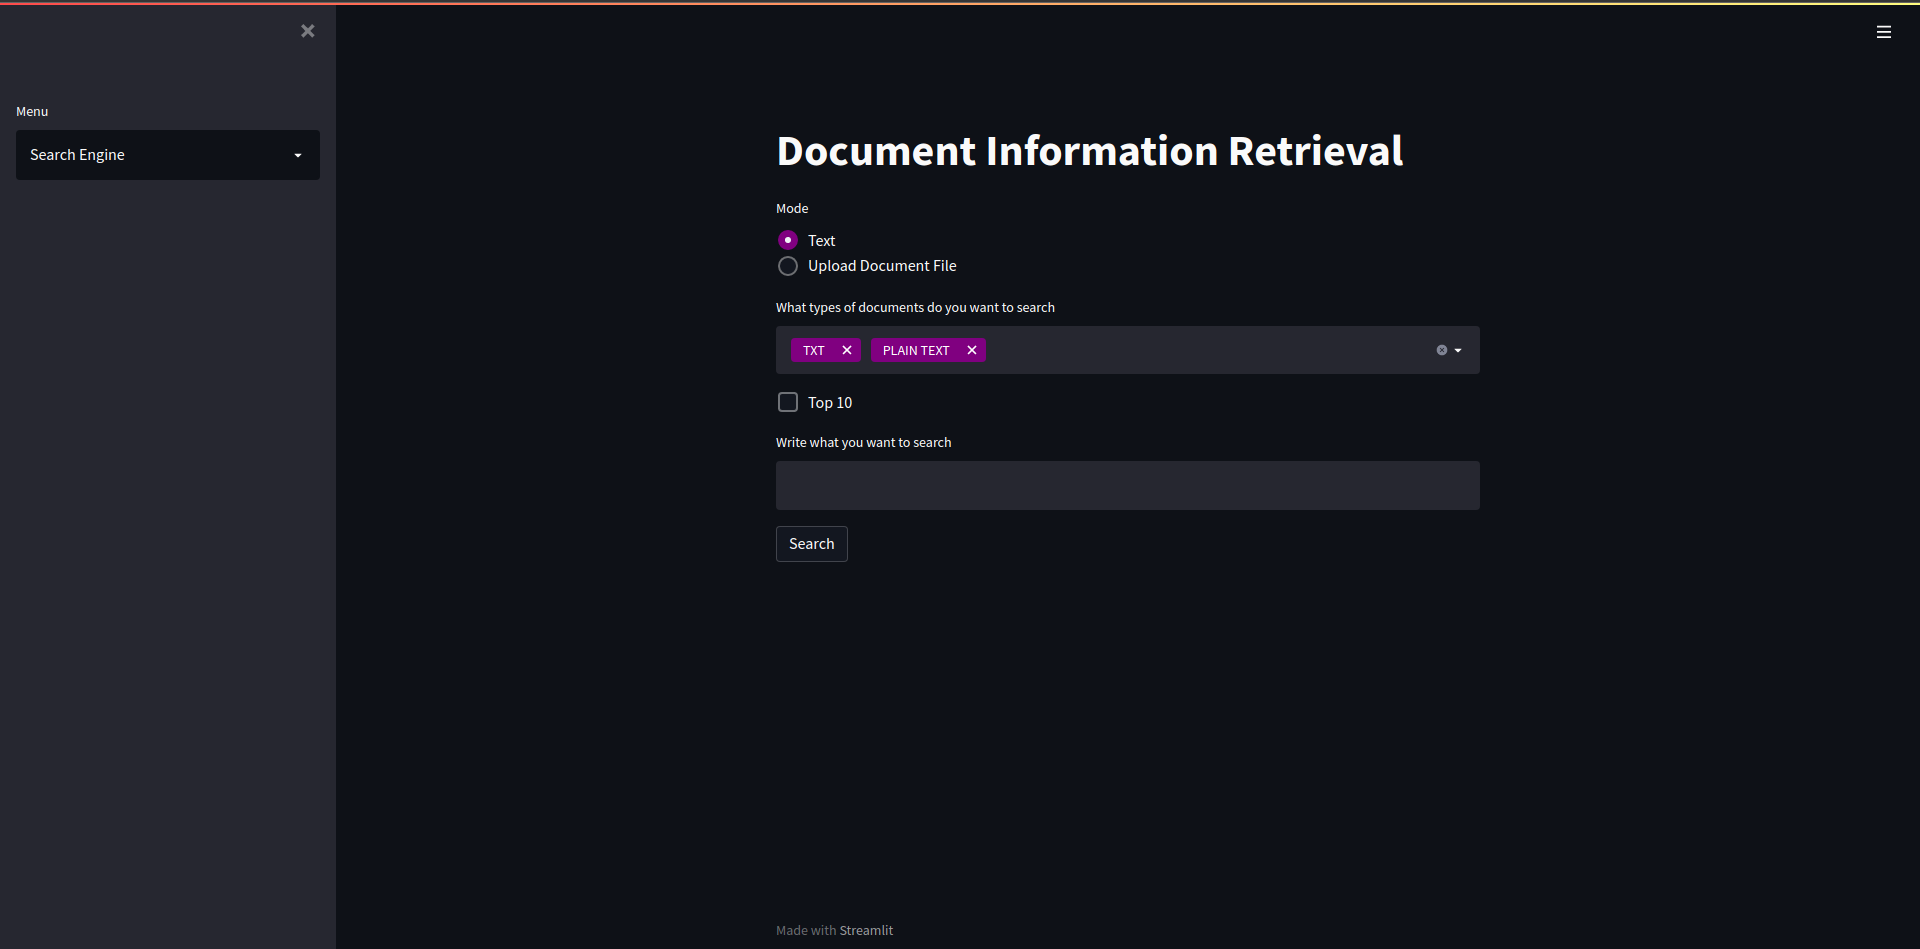 Menu
Search Engine
Document Information Retrieval
Mode
Text
Upload Document File
What types of documents do you want to search
TXT PLAIN TEXT
Top 10
Write what you want to search
Search
Made with Streamlit